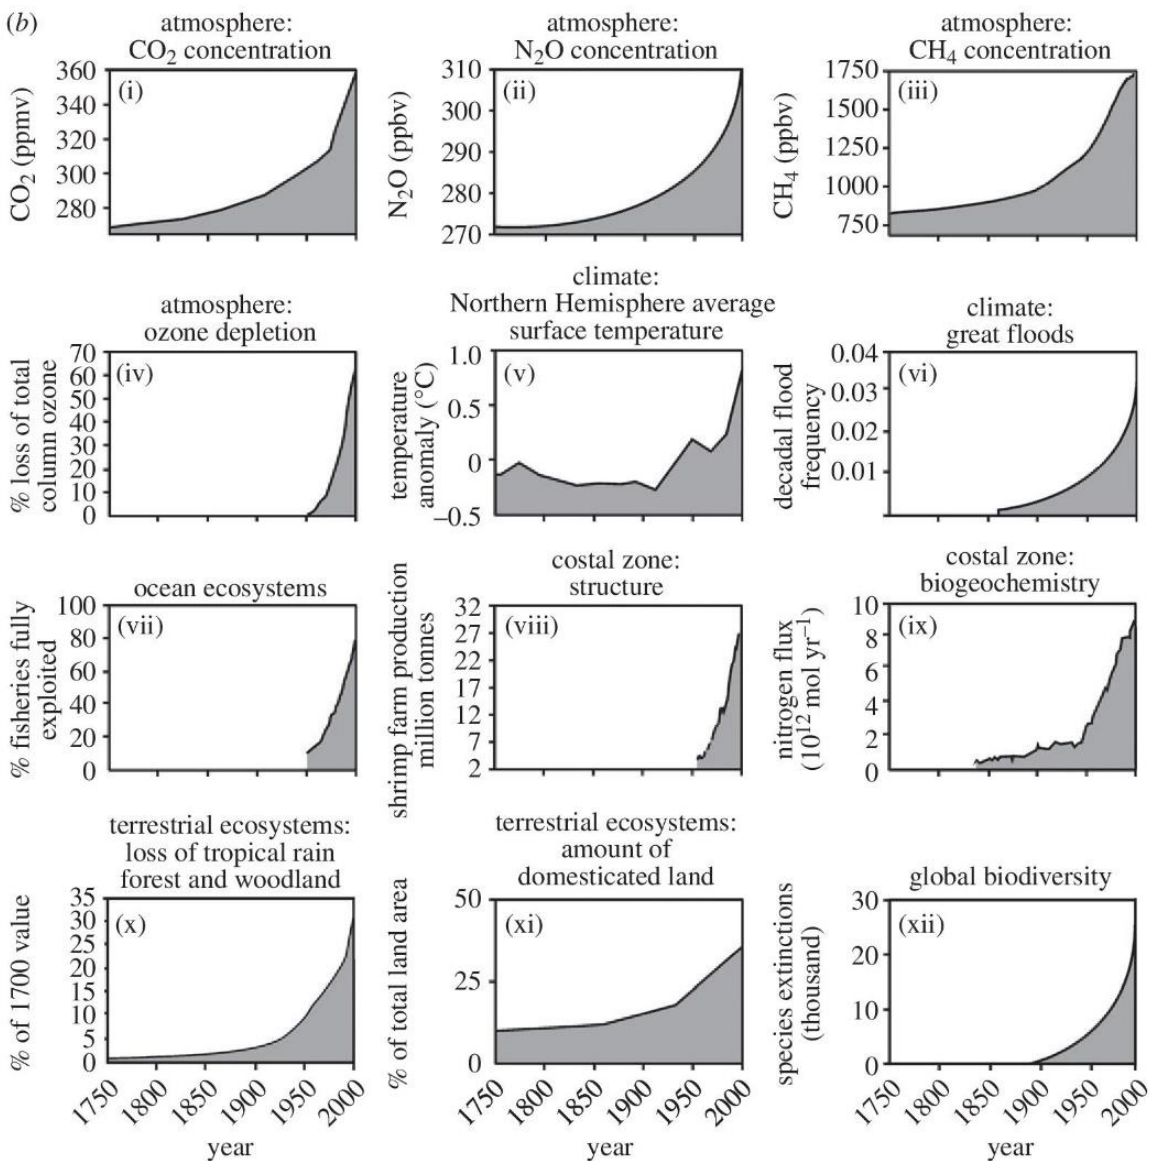 (b)
atmosphere:
CO₂ concentration
CO₂ (ppmv)
360
340
320
300
280
(i)
atmosphere:
N₂O concentration
N₂O (ppbv)
310
300
290
280
270
(ii)
atmosphere:
CH₄ concentration
CH₄ (ppbv)
1750
1500
1250
1000
750
(iii)
atmosphere:
ozone depletion
% loss of total
column ozone
70
60
50
40
30
20
10
0
(iv)
climate:
Northern Hemisphere average
surface temperature
temperature
anomaly (°C)
1.0
0.5
0
–0.5
(v)
climate:
great floods
decadal flood
frequency
0.04
0.03
0.02
0.01
(vi)
ocean ecosystems
% fisheries fully
exploited
100
80
60
40
20
0
(vii)
costal zone:
structure
shrimp farm production
million tonnes
32
27
22
17
12
7
2
(viii)
costal zone:
biogeochemistry
nitrogen flux
(10¹² mol yr⁻¹)
10
8
6
4
2
0
(ix)
terrestrial ecosystems:
loss of tropical rain
forest and woodland
% of 1700 value
35
30
25
20
15
10
5
0
(x)
1750
1800
1850
1900
1950
2000
year
terrestrial ecosystems:
amount of
domesticated land
% of total land area
50
25
0
(xi)
1750
1800
1850
1900
1950
2000
year
global biodiversity
species extinctions
(thousand)
30
20
10
0
(xii)
1750
1800
1850
1900
1950
2000
year